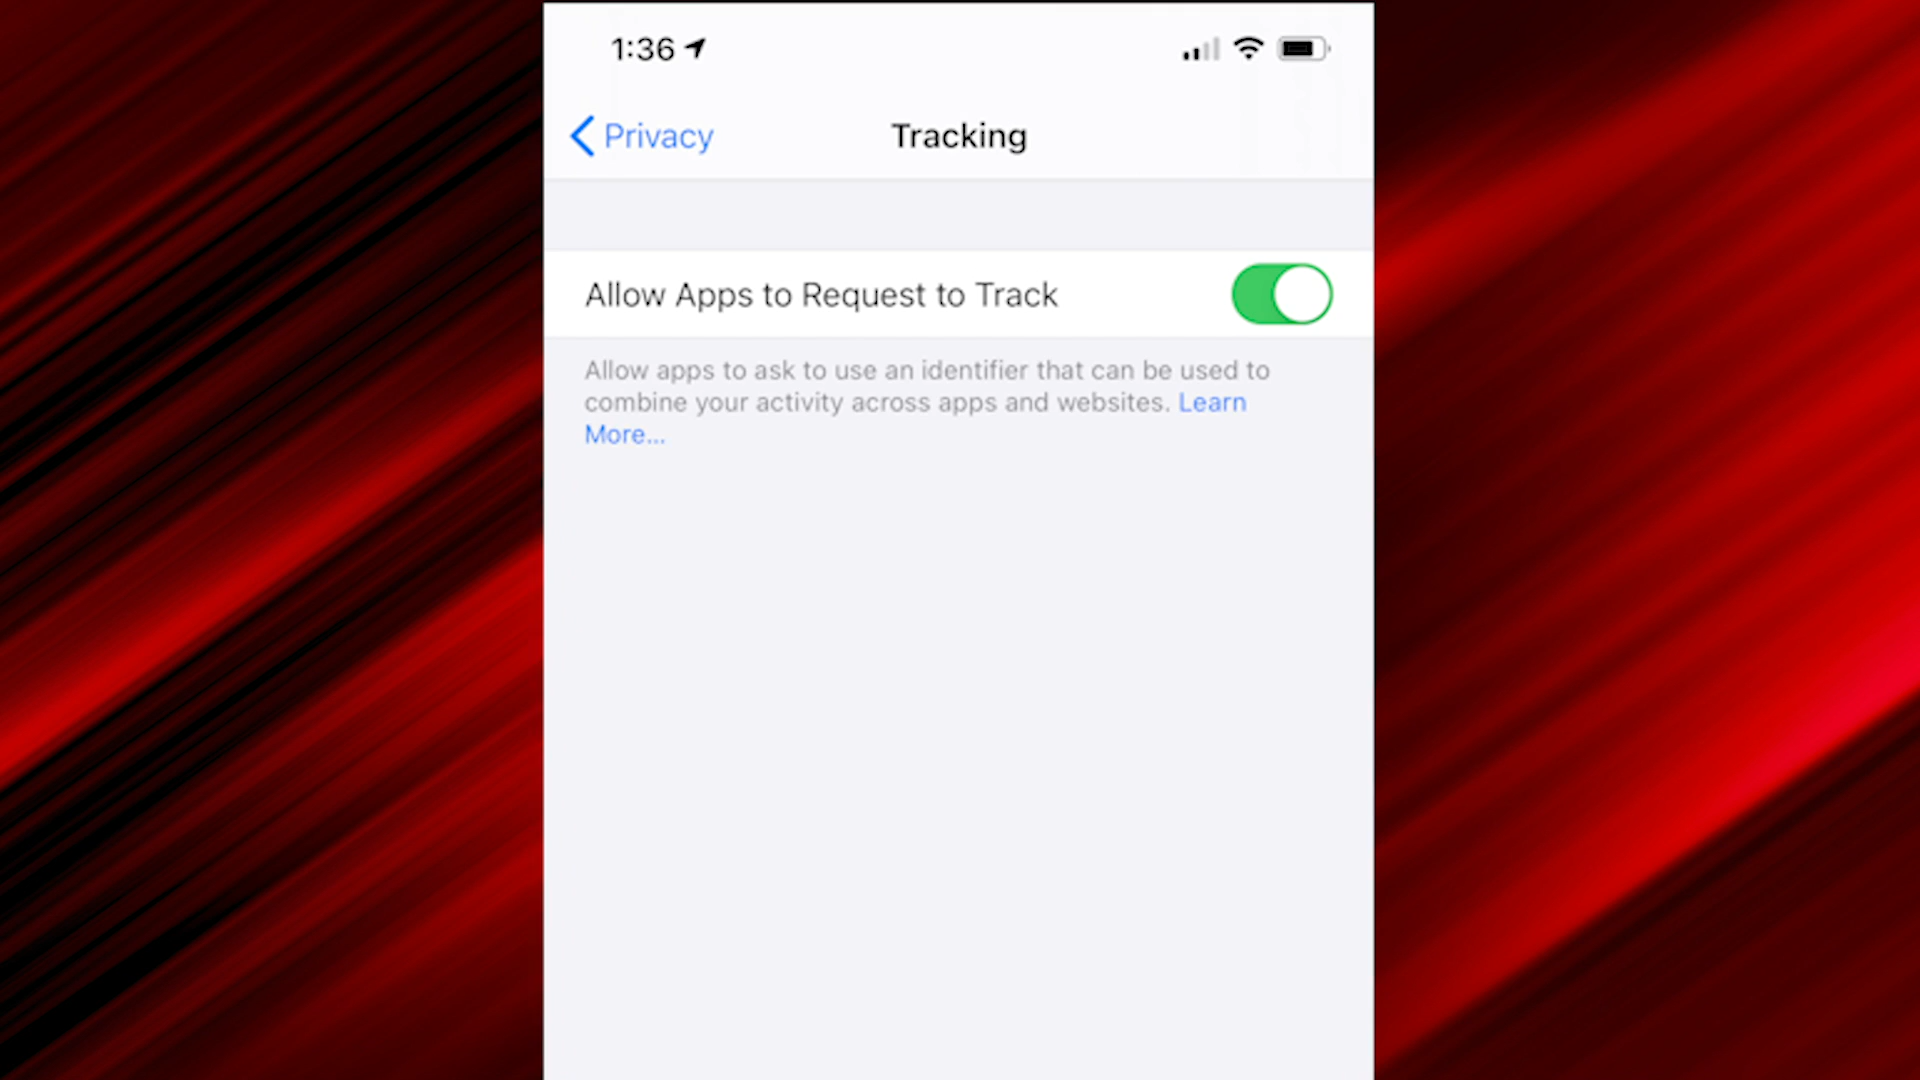 1:36
Privacy
Tracking
Allow Apps to Request to Track
Allow apps to ask to use an identifier that can be used to
combine your activity across apps and websites. Learn
More...